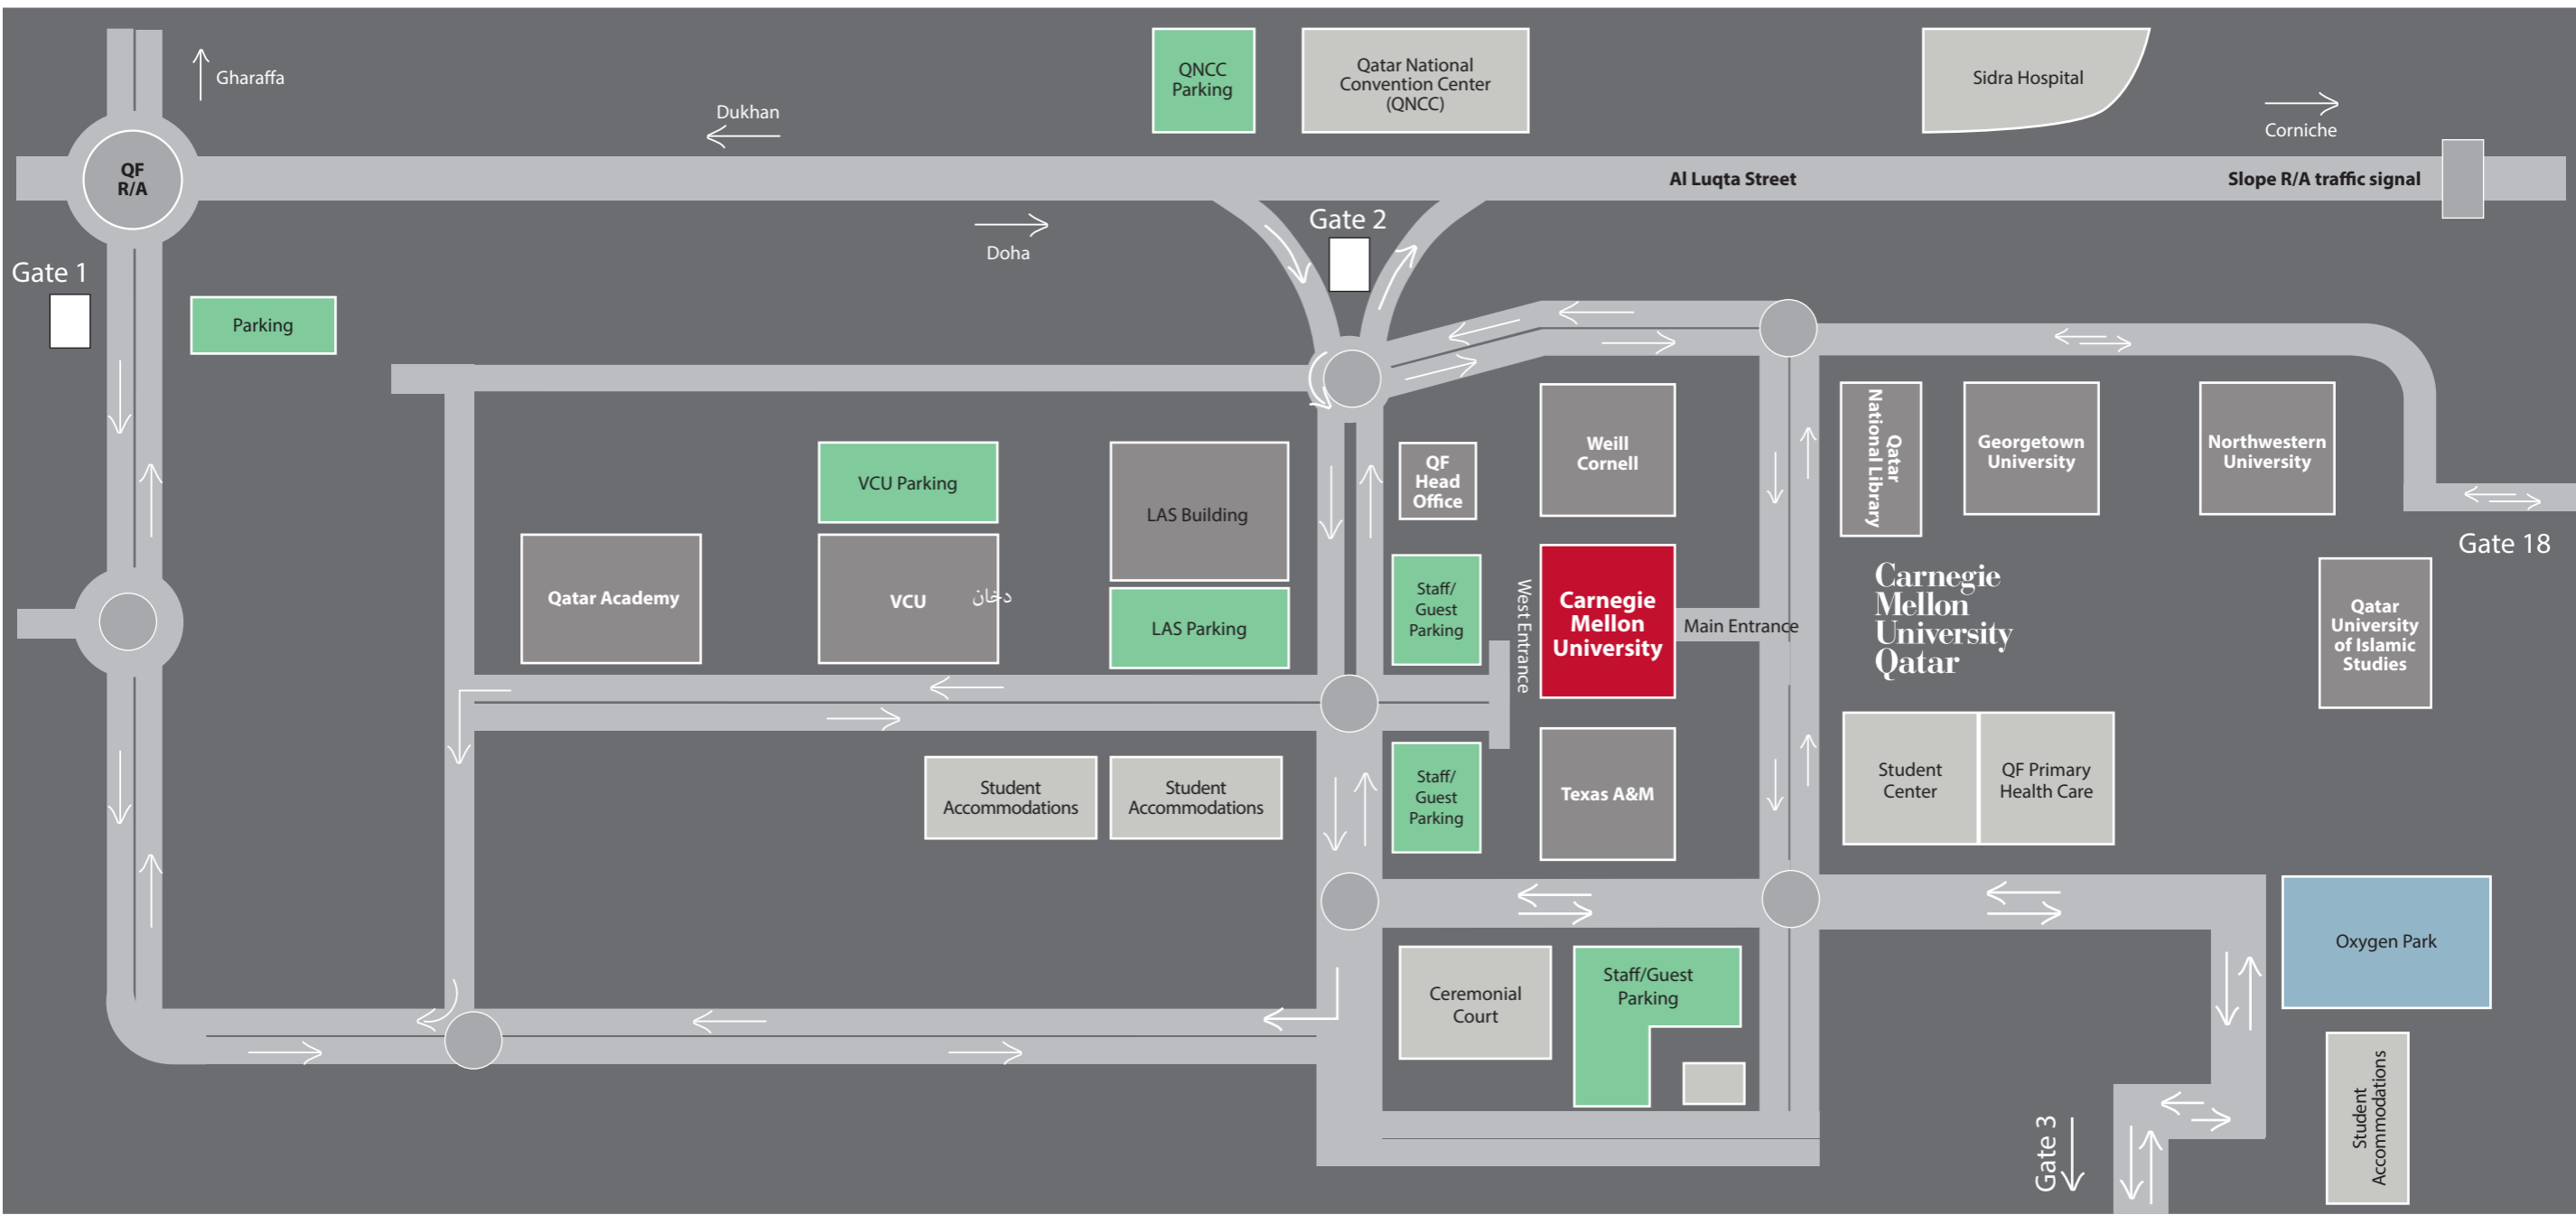 Gharaffa
QNCC
Parking
Qatar National
Convention Center
(QNCC)
Sidra Hospital
Dukhan
Corniche
QF
R/A
Al Luqta Street
Slope R/A traffic signal
Gate 2
Doha
Gate 1
Parking
Qatar
National Library
Georgetown
University
Northwestern
University
Weill
Cornell
QF
Head
Office
VCU Parking
LAS Building
Gate 18
Qatar Academy
VCU
دخان
LAS Parking
Staff/
Guest
Parking
West Entrance
Carnegie
Mellon
University
Main Entrance
Carnegie
Mellon
University
Qatar
Qatar
University
of Islamic
Studies
Student
Accommodations
Student
Accommodations
Staff/
Guest
Parking
Texas A&M
Student
Center
QF Primary
Health Care
Oxygen Park
Ceremonial
Court
Staff/Guest
Parking
Gate 3
Student
Accommodations